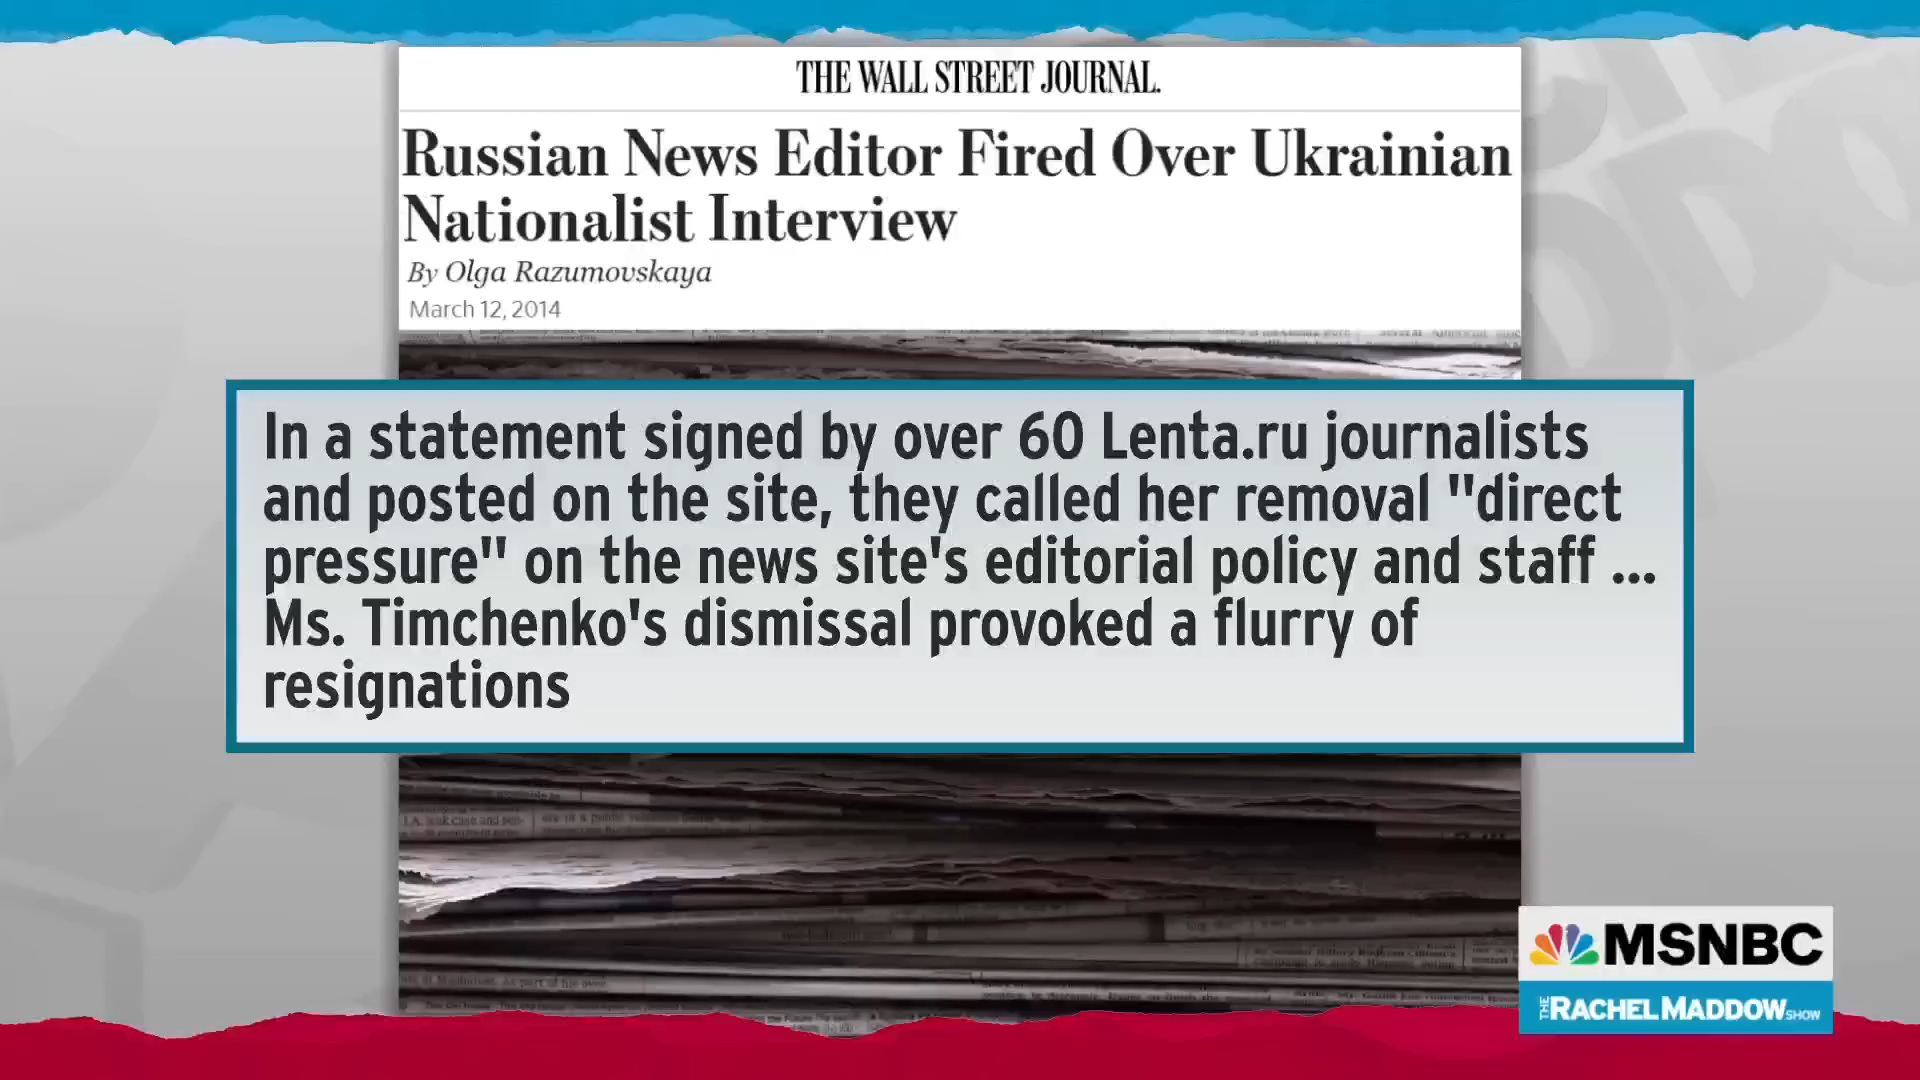 THE WALL STREET JOURNAL.
Russian News Editor Fired Over Ukrainian
Nationalist Interview
By Olga Razumovskaya
March 12, 2014
In a statement signed by over 60 Lenta.ru journalists
and posted on the site, they called her removal "direct
pressure" on the news site's editorial policy and staff ...
Ms. Timchenko's dismissal provoked a flurry of
resignations
MSNBC
THE RACHEL MADDOW SHOW